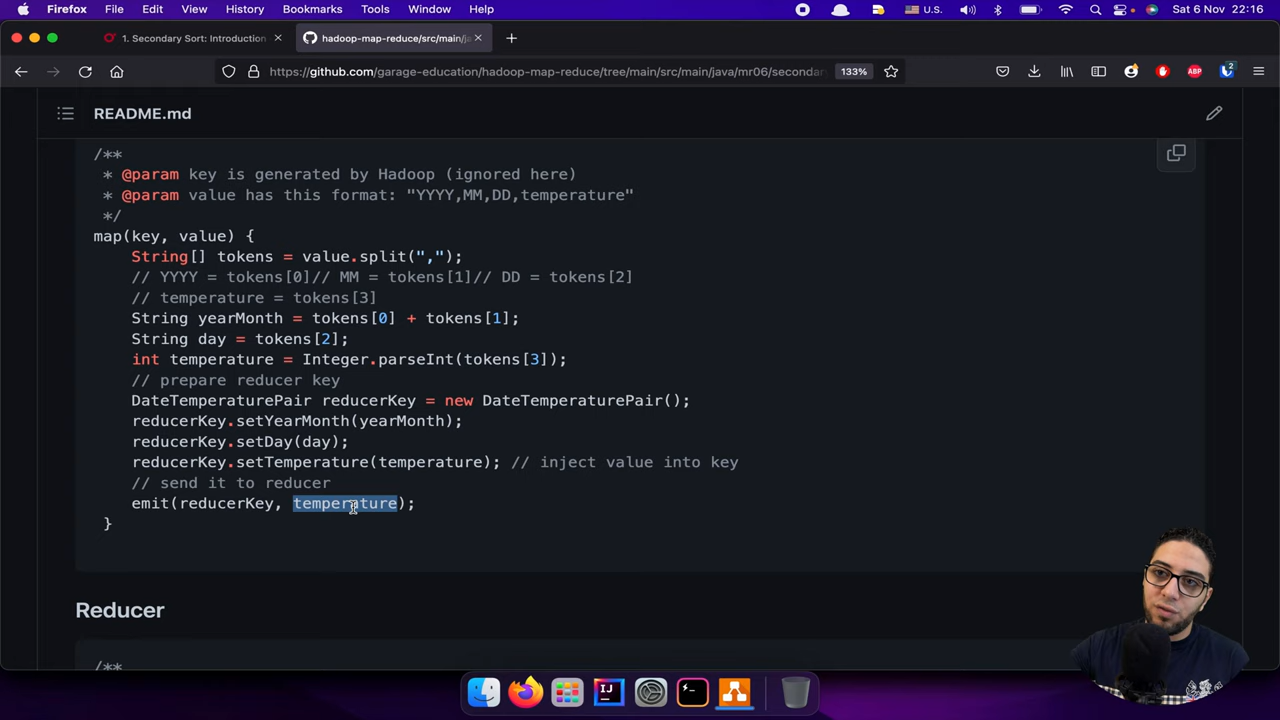 Firefox File Edit View History Bookmarks Tools Window Help U.S. Sat 6 Nov 22:16
1. Secondary Sort: Introduction
hadoop-map-reduce/src/main/ja
https://github.com/garage-education/hadoop-map-reduce/tree/main/src/main/java/mr06/secondar 133% ABP 2
README.md
/**
* @param key is generated by Hadoop (ignored here)
* @param value has this format: "YYYY,MM,DD,temperature"
*/
map(key, value) {
String[] tokens = value.split(",");
// YYYY = tokens[0]// MM = tokens[1]// DD = tokens[2]
// temperature = tokens[3]
String yearMonth = tokens[0] + tokens[1];
String day = tokens[2];
int temperature = Integer.parseInt(tokens[3]);
// prepare reducer key
DateTemperaturePair reducerKey = new DateTemperaturePair();
reducerKey.setYearMonth(yearMonth);
reducerKey.setDay(day);
reducerKey.setTemperature(temperature); // inject value into key
// send it to reducer
emit(reducerKey, temperature);
}
Reducer
/**
IJ